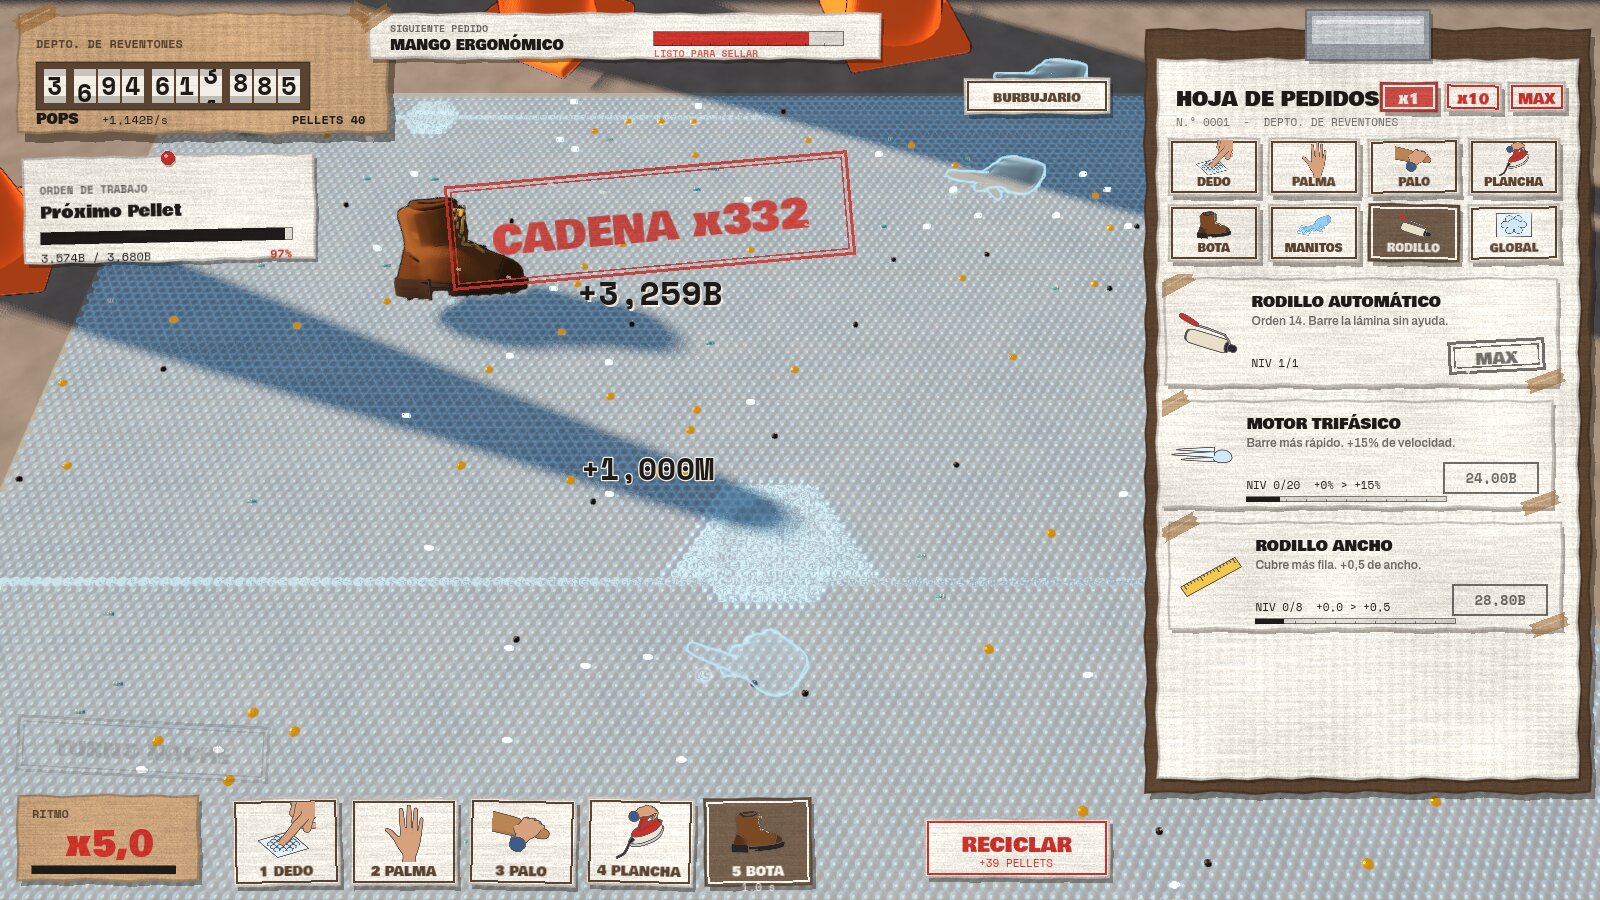 DEPTO. DE REVENTONES
POPS +1,142B/s PELLETS 40
SIGUIENTE PEDIDO
MANGO ERGONÓMICO
LISTO PARA SELLAR
BURBUJARIO
ORDEN DE TRABAJO
Próximo Pellet
3,574B / 3,680B 97%
CADENA x332
+3,259B
+1,000M
HOJA DE PEDIDOS x1 x10 MAX
N.° 0001 - DEPTO. DE REVENTONES
DEDO PALMA PALO PLANCHA
BOTA MANITOS RODILLO GLOBAL
RODILLO AUTOMÁTICO
Orden 14. Barre la lámina sin ayuda.
NIV 1/1 MAX
MOTOR TRIFÁSICO
Barre más rápido. +15% de velocidad.
NIV 0/20 +0% > +15% 24,00B
RODILLO ANCHO
Cubre más fila. +0,5 de ancho.
NIV 0/8 +0.0 > +0.5 28,80B
RITMO
x5,0
1 DEDO 2 PALMA 3 PALO 4 PLANCHA 5 BOTA
1.0 s
RECICLAR
+39 PELLETS